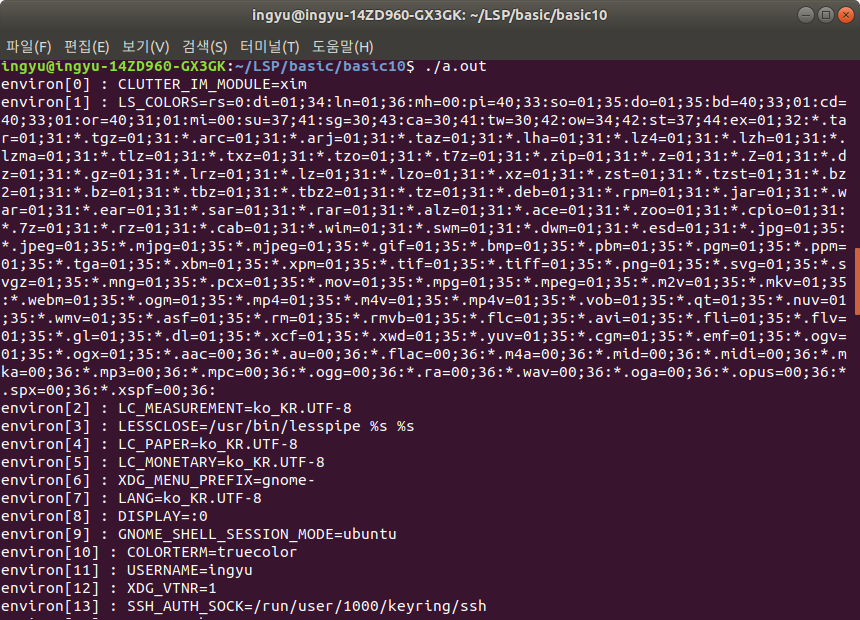 ingyu@ingyu-14ZD960-GX3GK: ~/LSP/basic/basic10
파일(F) 편집(E) 보기(V) 검색(S) 터미널(T) 도움말(H)
ingyu@ingyu-14ZD960-GX3GK:~/LSP/basic/basic10$ ./a.out
environ[0] : CLUTTER_IM_MODULE=xim
environ[1] : LS_COLORS=rs=0:di=01;34:ln=01;36:mh=00:pi=40;33:so=01;35:do=01;35:bd=40;33;01:cd=
40;33;01:or=40;31;01:mi=00:su=37;41:sg=30;43:ca=30;41:tw=30;42:ow=34;42:st=37;44:ex=01;32:*.ta
r=01;31:*.tgz=01;31:*.arc=01;31:*.arj=01;31:*.taz=01;31:*.lha=01;31:*.lz4=01;31:*.lzh=01;31:*.
lzma=01;31:*.tlz=01;31:*.txz=01;31:*.tzo=01;31:*.t7z=01;31:*.zip=01;31:*.z=01;31:*.Z=01;31:*.d
z=01;31:*.gz=01;31:*.lrz=01;31:*.lz=01;31:*.lzo=01;31:*.xz=01;31:*.zst=01;31:*.tzst=01;31:*.bz
2=01;31:*.bz=01;31:*.tbz=01;31:*.tbz2=01;31:*.tz=01;31:*.deb=01;31:*.rpm=01;31:*.jar=01;31:*.w
ar=01;31:*.ear=01;31:*.sar=01;31:*.rar=01;31:*.alz=01;31:*.ace=01;31:*.zoo=01;31:*.cpio=01;31:
*.7z=01;31:*.rz=01;31:*.cab=01;31:*.wim=01;31:*.swm=01;31:*.dwm=01;31:*.esd=01;31:*.jpg=01;35:
*.jpeg=01;35:*.mjpg=01;35:*.mjpeg=01;35:*.gif=01;35:*.bmp=01;35:*.pbm=01;35:*.pgm=01;35:*.ppm=
01;35:*.tga=01;35:*.xbm=01;35:*.xpm=01;35:*.tif=01;35:*.tiff=01;35:*.png=01;35:*.svg=01;35:*.s
vgz=01;35:*.mng=01;35:*.pcx=01;35:*.mov=01;35:*.mpg=01;35:*.mpeg=01;35:*.m2v=01;35:*.mkv=01;35
:*.webm=01;35:*.ogm=01;35:*.mp4=01;35:*.m4v=01;35:*.mp4v=01;35:*.vob=01;35:*.qt=01;35:*.nuv=01
;35:*.wmv=01;35:*.asf=01;35:*.rm=01;35:*.rmvb=01;35:*.flc=01;35:*.avi=01;35:*.fli=01;35:*.flv=
01;35:*.gl=01;35:*.dl=01;35:*.xcf=01;35:*.xwd=01;35:*.yuv=01;35:*.cgm=01;35:*.emf=01;35:*.ogv=
01;35:*.ogx=01;35:*.aac=00;36:*.au=00;36:*.flac=00;36:*.m4a=00;36:*.mid=00;36:*.midi=00;36:*.m
ka=00;36:*.mp3=00;36:*.mpc=00;36:*.ogg=00;36:*.ra=00;36:*.wav=00;36:*.oga=00;36:*.opus=00;36:*
.spx=00;36:*.xspf=00;36:
environ[2] : LC_MEASUREMENT=ko_KR.UTF-8
environ[3] : LESSCLOSE=/usr/bin/lesspipe %s %s
environ[4] : LC_PAPER=ko_KR.UTF-8
environ[5] : LC_MONETARY=ko_KR.UTF-8
environ[6] : XDG_MENU_PREFIX=gnome-
environ[7] : LANG=ko_KR.UTF-8
environ[8] : DISPLAY=:0
environ[9] : GNOME_SHELL_SESSION_MODE=ubuntu
environ[10] : COLORTERM=truecolor
environ[11] : USERNAME=ingyu
environ[12] : XDG_VTNR=1
environ[13] : SSH_AUTH_SOCK=/run/user/1000/keyring/ssh